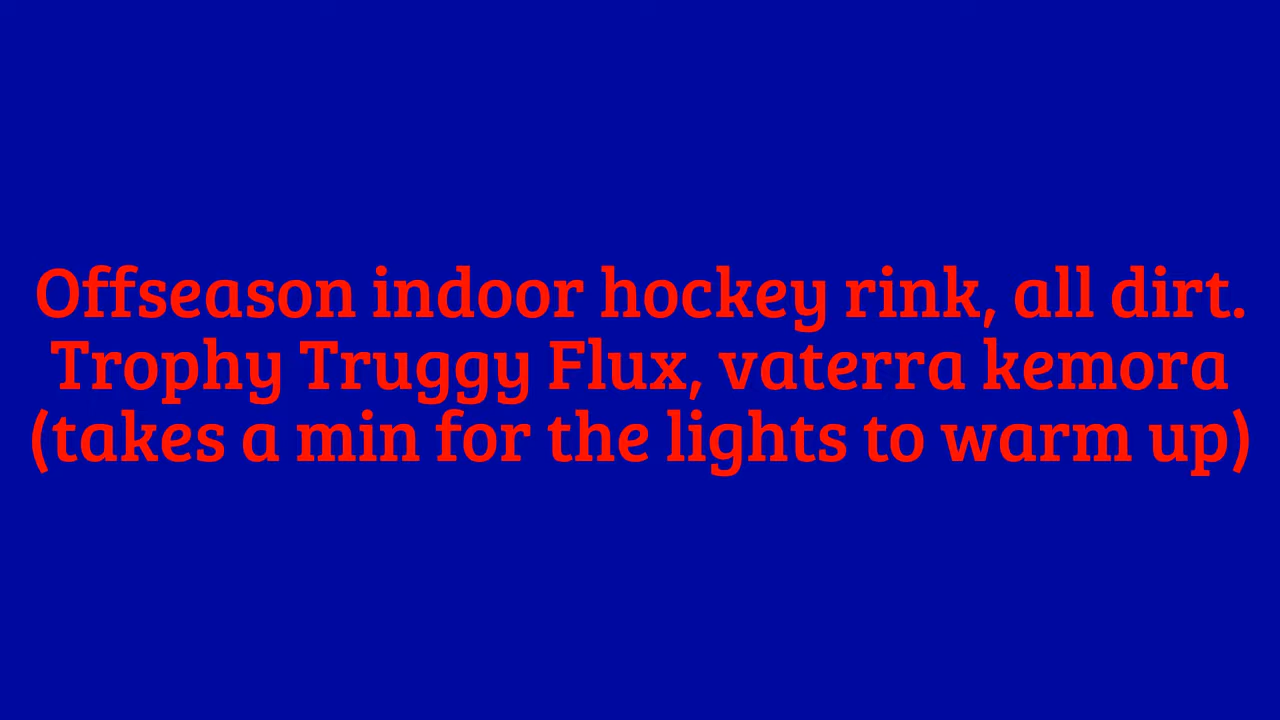 Offseason indoor hockey rink, all dirt.
Trophy Truggy Flux, vaterra kemora
(takes a min for the lights to warm up)